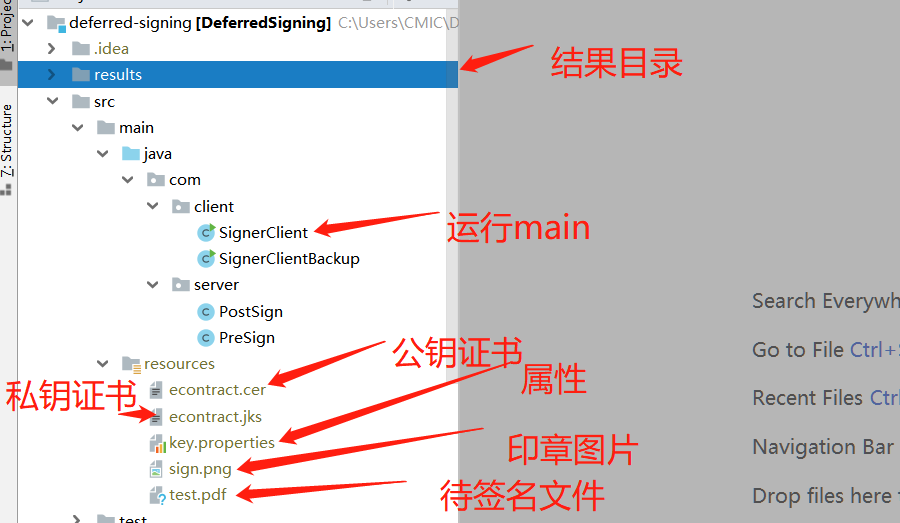 1: Project
7: Structure
deferred-signing [DeferredSigning] C:\Users\CMIC\D
.idea
results
结果目录
src
main
java
com
client
SignerClient
运行main
SignerClientBackup
server
PostSign
PreSign
resources
公钥证书
econtract.cer
属性
私钥证书
econtract.jks
key.properties
印章图片
sign.png
待签名文件
test.pdf
test
Search Everywh
Go to File Ctrl+
Recent Files Ctr
Navigation Bar
Drop files here